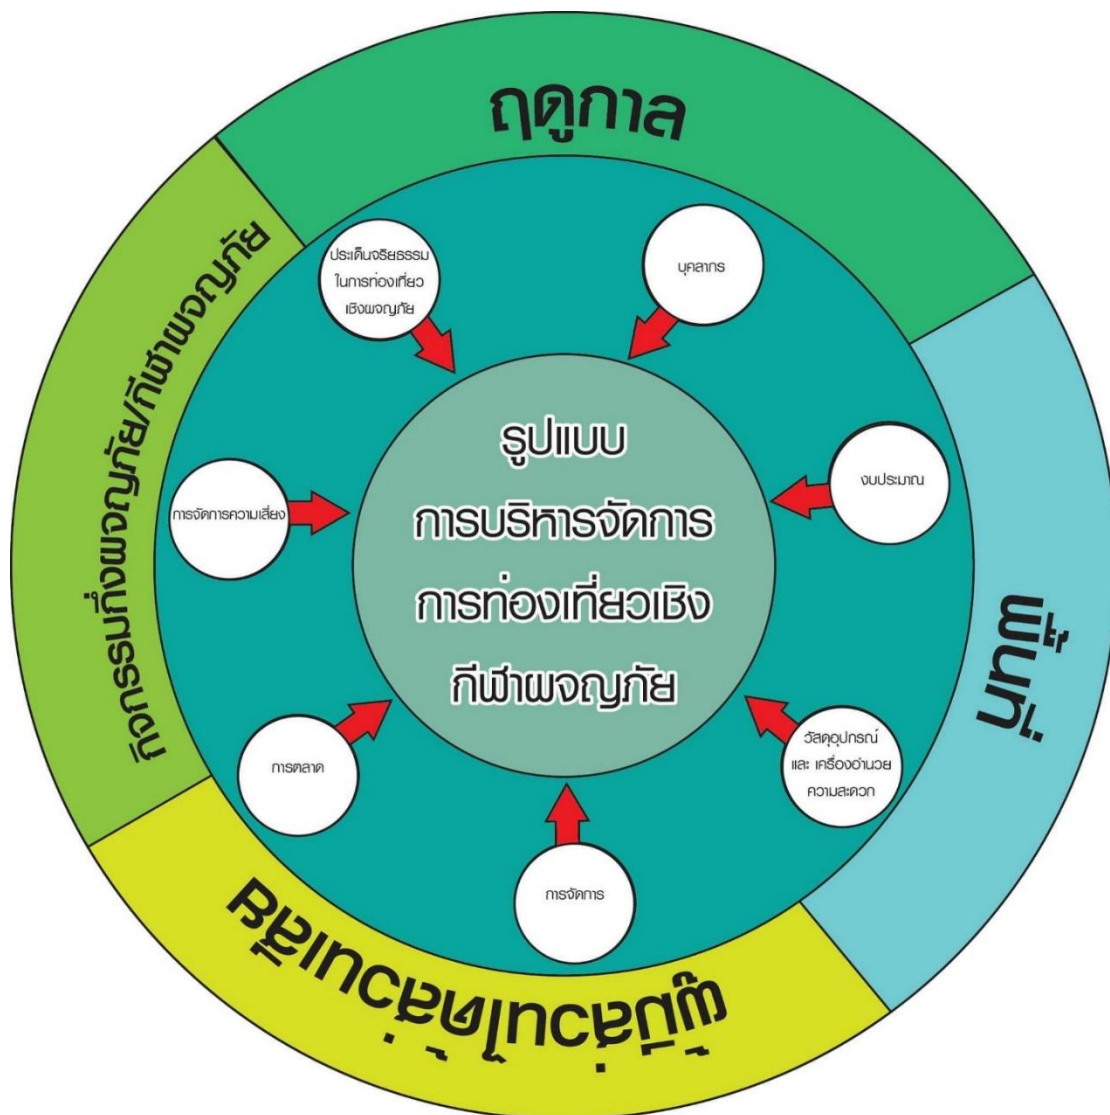 ฤดูกาล
พื้นที่
ผู้มีส่วนได้ส่วนเสีย
กิจกรรมกึ่งผจญภัย/กีฬาผจญภัย
ประเด็นจริยธรรม
ในการท่องเที่ยว
เชิงผจญภัย
บุคลากร
งบประมาณ
วัสดุอุปกรณ์
และ เครื่องอำนวย
ความสะดวก
การจัดการ
การตลาด
การจัดการความเสี่ยง
รูปแบบ
การบริหารจัดการ
การท่องเที่ยวเชิง
กีฬาผจญภัย